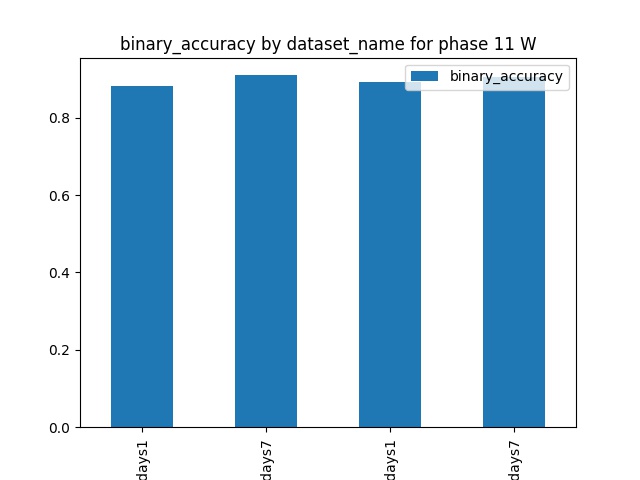 binary_accuracy by dataset_name for phase 11 W
binary_accuracy
0.8
0.6
0.4
0.2
0.0
days1
days7
days1
days7